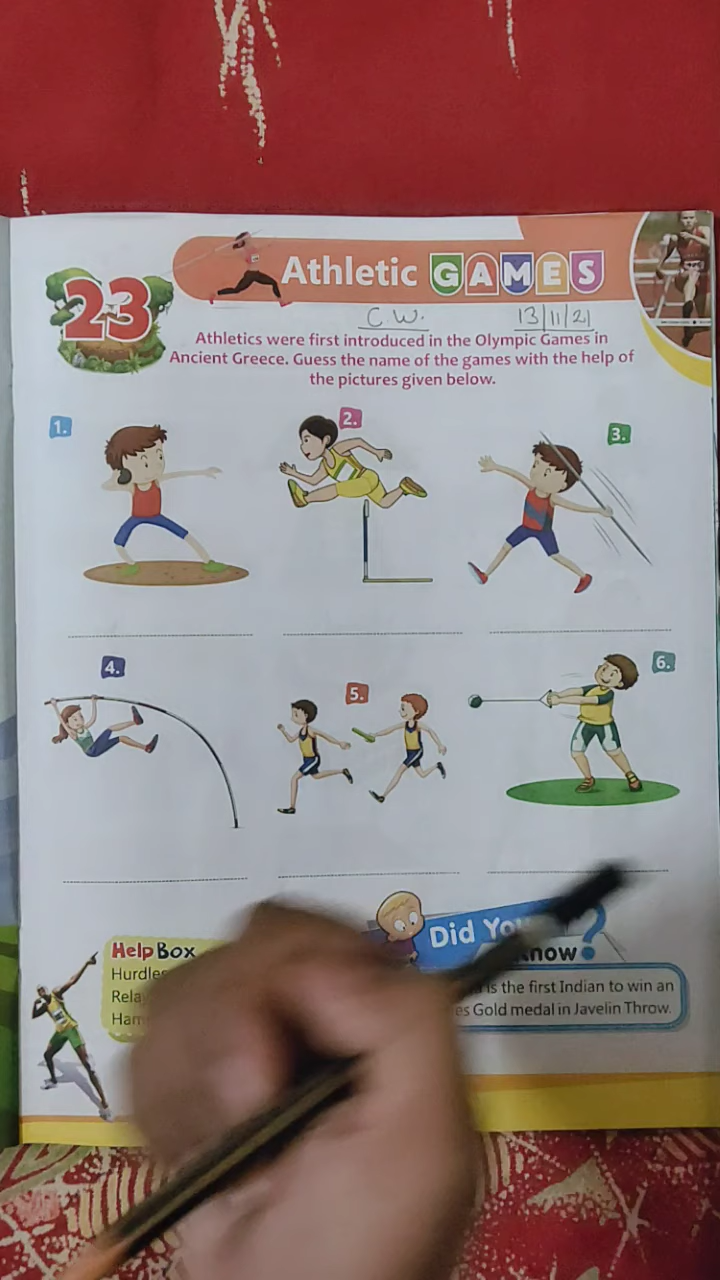 23
Athletic GAMES
C.W. 13/11/21
Athletics were first introduced in the Olympic Games in
Ancient Greece. Guess the name of the games with the help of
the pictures given below.
1.
2.
3.
4.
5.
6.
Help Box
Hurdles
Did You
Know?
is the first Indian to win an
Gold medal in Javelin Throw.